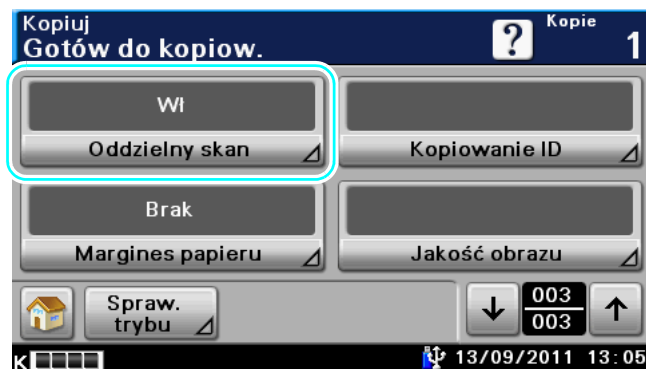 Kopiuj
Gotów do kopiow.
?
Kopie
1
Wł
Oddzielny skan
Kopiowanie ID
Brak
Margines papieru
Jakość obrazu
Spraw.
trybu
↓
003
003
↑
K
13/09/2011 13:05